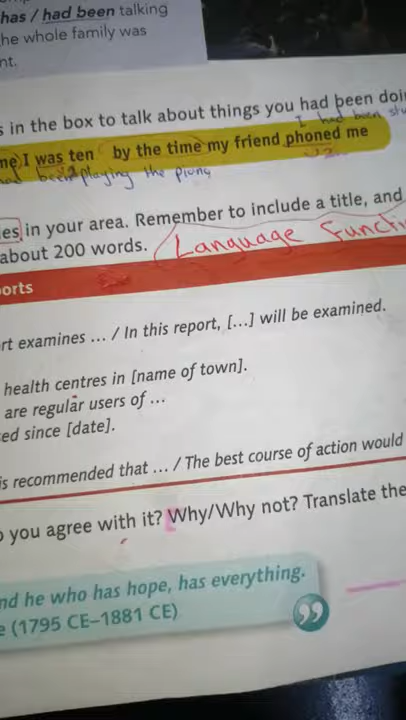 has / had been talking
he whole family was
nt.
s in the box to talk about things you had been doin
I had been stu
me I was ten by the time my friend phoned me
had been playing the piano
es in your area. Remember to include a title, and
about 200 words. Language Functi
orts
rt examines ... / In this report, [...] will be examined.
health centres in [name of town].
are regular users of ...
ed since [date].
is recommended that ... / The best course of action would
o you agree with it? Why/Why not? Translate the
nd he who has hope, has everything.
e (1795 CE–1881 CE)